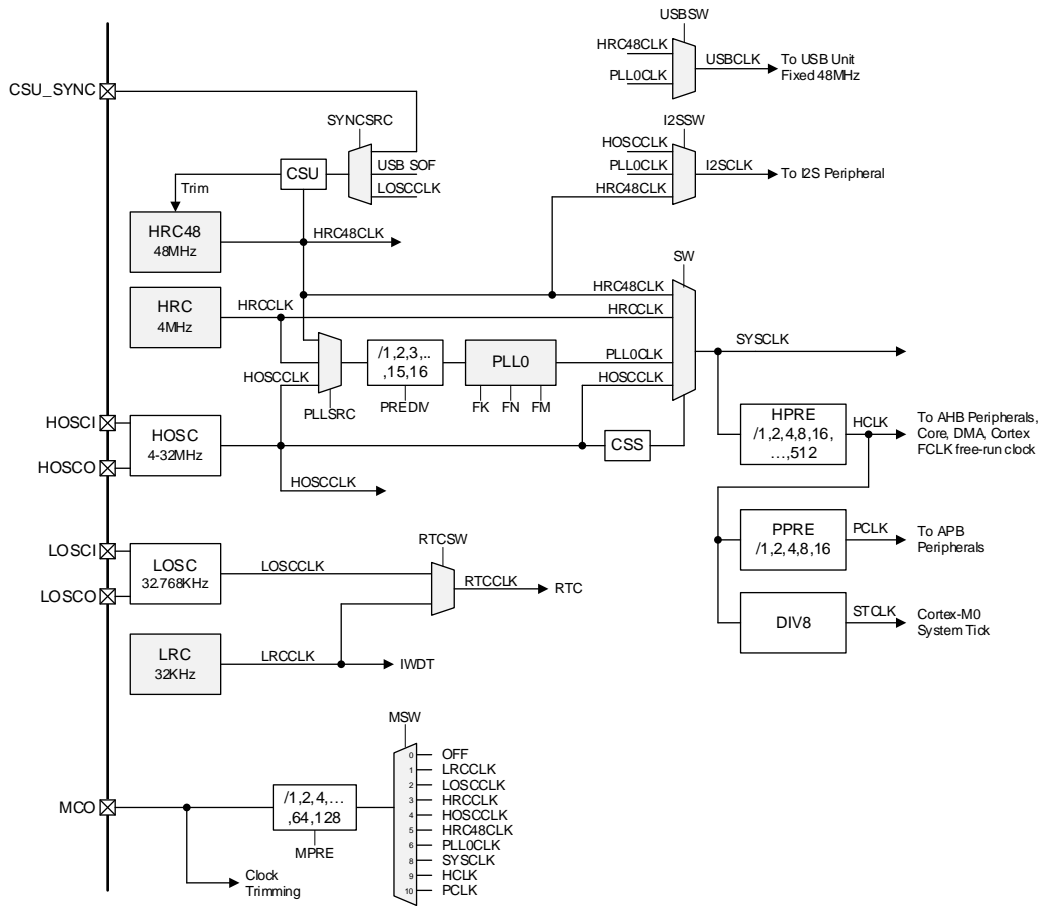 USBSW
HRC48CLK
PLL0CLK
USBCLK
To USB Unit
Fixed 48MHz
CSU_SYNC
SYNCSRC
USB SOF
LOSCCLK
CSU
Trim
I2SSW
HOSCCLK
PLL0CLK
HRC48CLK
I2SCLK
To I2S Peripheral
HRC48
48MHz
HRC48CLK
HRC
4MHz
HRCCLK
HOSCCLK
PLLSRC
/1,2,3,..
,15,16
PREDIV
PLL0
FK
FN
FM
SW
HRC48CLK
HRCCLK
PLL0CLK
HOSCCLK
SYSCLK
HOSCI
HOSCO
HOSC
4-32MHz
HOSCCLK
CSS
HPRE
/1,2,4,8,16,
...,512
HCLK
To AHB Peripherals,
Core, DMA, Cortex
FCLK free-run clock
PPRE
/1,2,4,8,16
PCLK
To APB
Peripherals
DIV8
STCLK
Cortex-M0
System Tick
LOSCI
LOSCO
LOSC
32.768KHz
LOSCCLK
RTCSW
RTCCLK
RTC
LRC
32KHz
LRCCLK
IWDT
MCO
Clock
Trimming
/1,2,4,...
,64,128
MPRE
MSW
0 OFF
1 LRCCLK
2 LOSCCLK
3 HRCCLK
4 HOSCCLK
5 HRC48CLK
6 PLL0CLK
8 SYSCLK
9 HCLK
10 PCLK